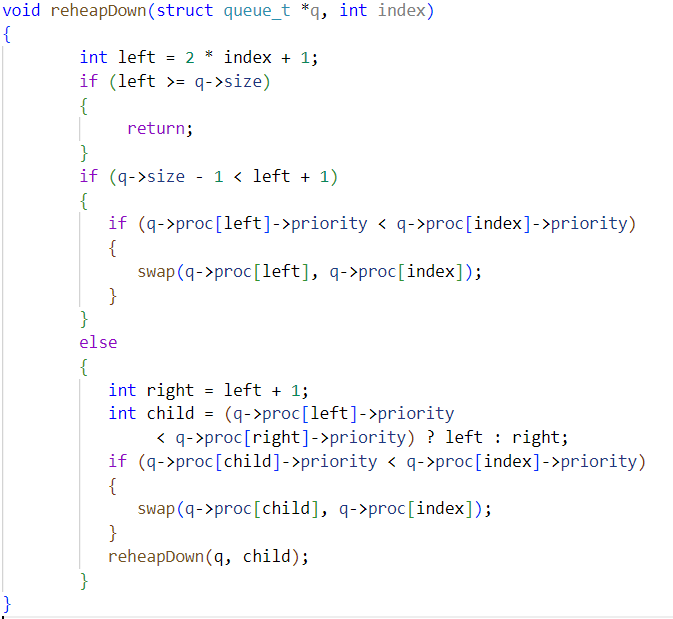 void reheapDown(struct queue_t *q, int index)
{
int left = 2 * index + 1;
if (left >= q->size)
{
return;
}
if (q->size - 1 < left + 1)
{
if (q->proc[left]->priority < q->proc[index]->priority)
{
swap(q->proc[left], q->proc[index]);
}
}
else
{
int right = left + 1;
int child = (q->proc[left]->priority
< q->proc[right]->priority) ? left : right;
if (q->proc[child]->priority < q->proc[index]->priority)
{
swap(q->proc[child], q->proc[index]);
}
reheapDown(q, child);
}
}